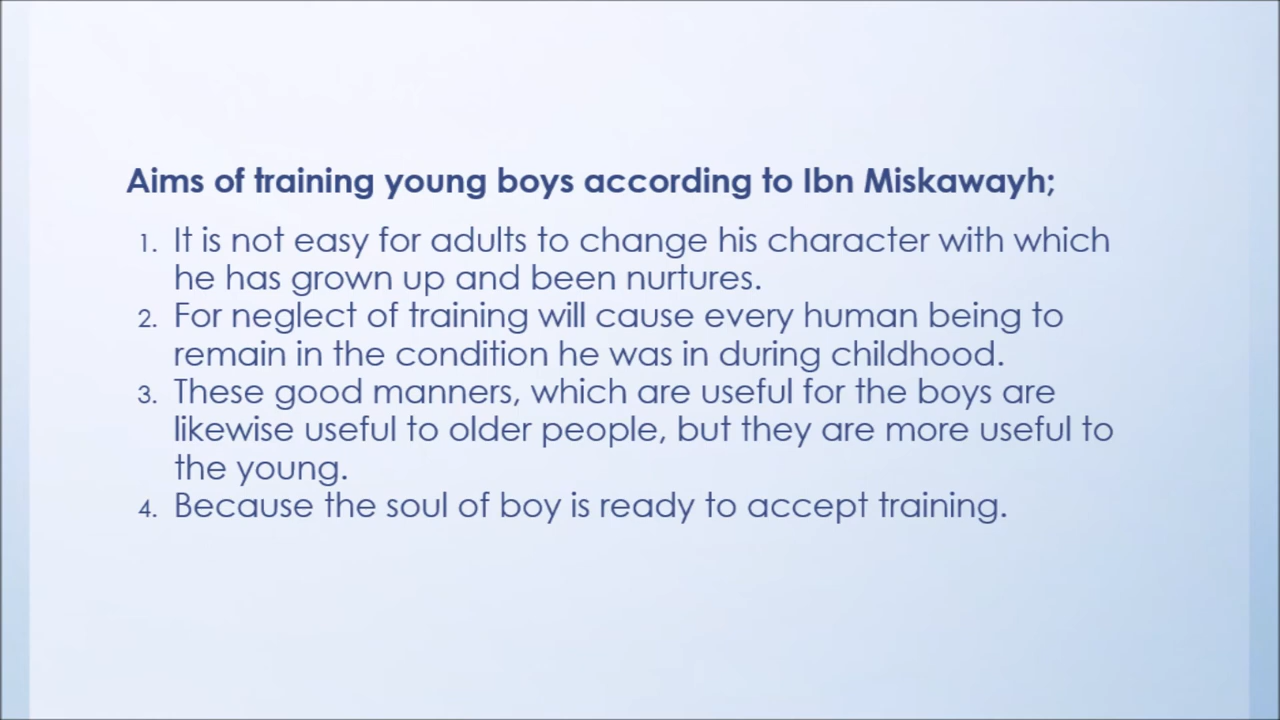 Aims of training young boys according to Ibn Miskawayh;
1. It is not easy for adults to change his character with which
he has grown up and been nurtures.
2. For neglect of training will cause every human being to
remain in the condition he was in during childhood.
3. These good manners, which are useful for the boys are
likewise useful to older people, but they are more useful to
the young.
4. Because the soul of boy is ready to accept training.